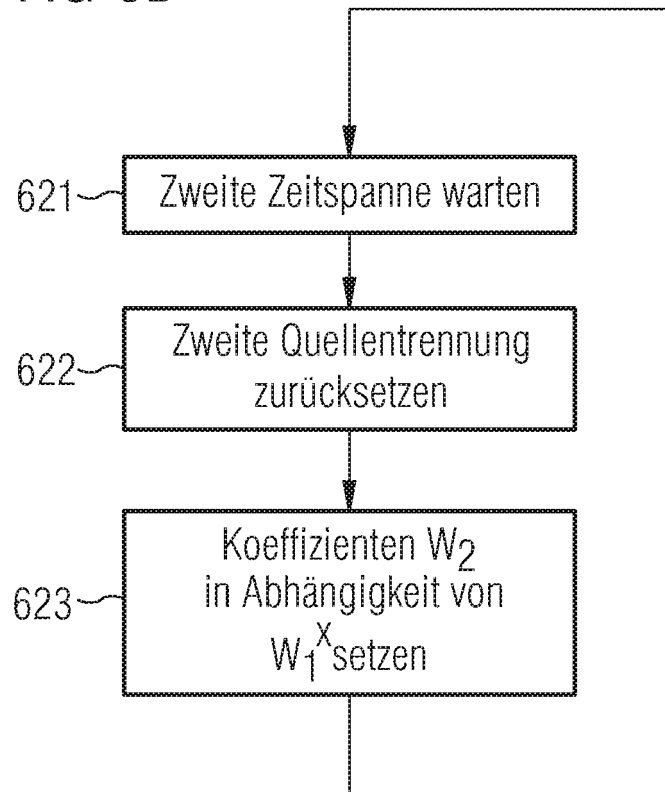 621
Zweite Zeitspanne warten
622
Zweite Quellentrennung
zurücksetzen
623
Koeffizienten W₂
in Abhängigkeit von
W₁ˣ setzen